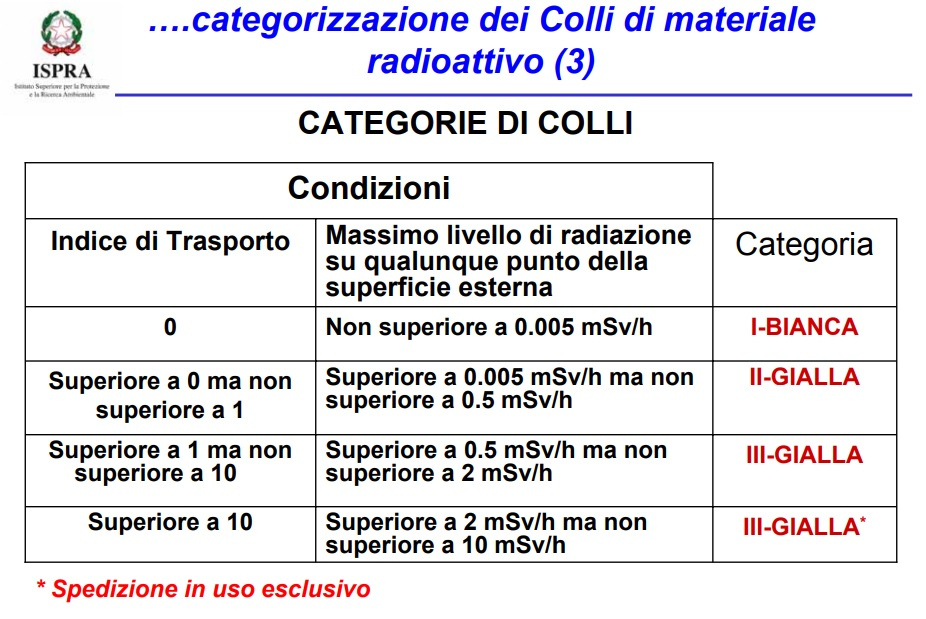 ….categorizzazione dei Colli di materiale
radioattivo (3)
ISPRA
Istituto Superiore per la Protezione
e la Ricerca Ambientale
CATEGORIE DI COLLI
Condizioni
Indice di Trasporto
Massimo livello di radiazione
su qualunque punto della
superficie esterna
Categoria
0
Non superiore a 0.005 mSv/h
I-BIANCA
Superiore a 0 ma non
superiore a 1
Superiore a 0.005 mSv/h ma non
superiore a 0.5 mSv/h
II-GIALLA
Superiore a 1 ma non
superiore a 10
Superiore a 0.5 mSv/h ma non
superiore a 2 mSv/h
III-GIALLA
Superiore a 10
Superiore a 2 mSv/h ma non
superiore a 10 mSv/h
III-GIALLA*
* Spedizione in uso esclusivo